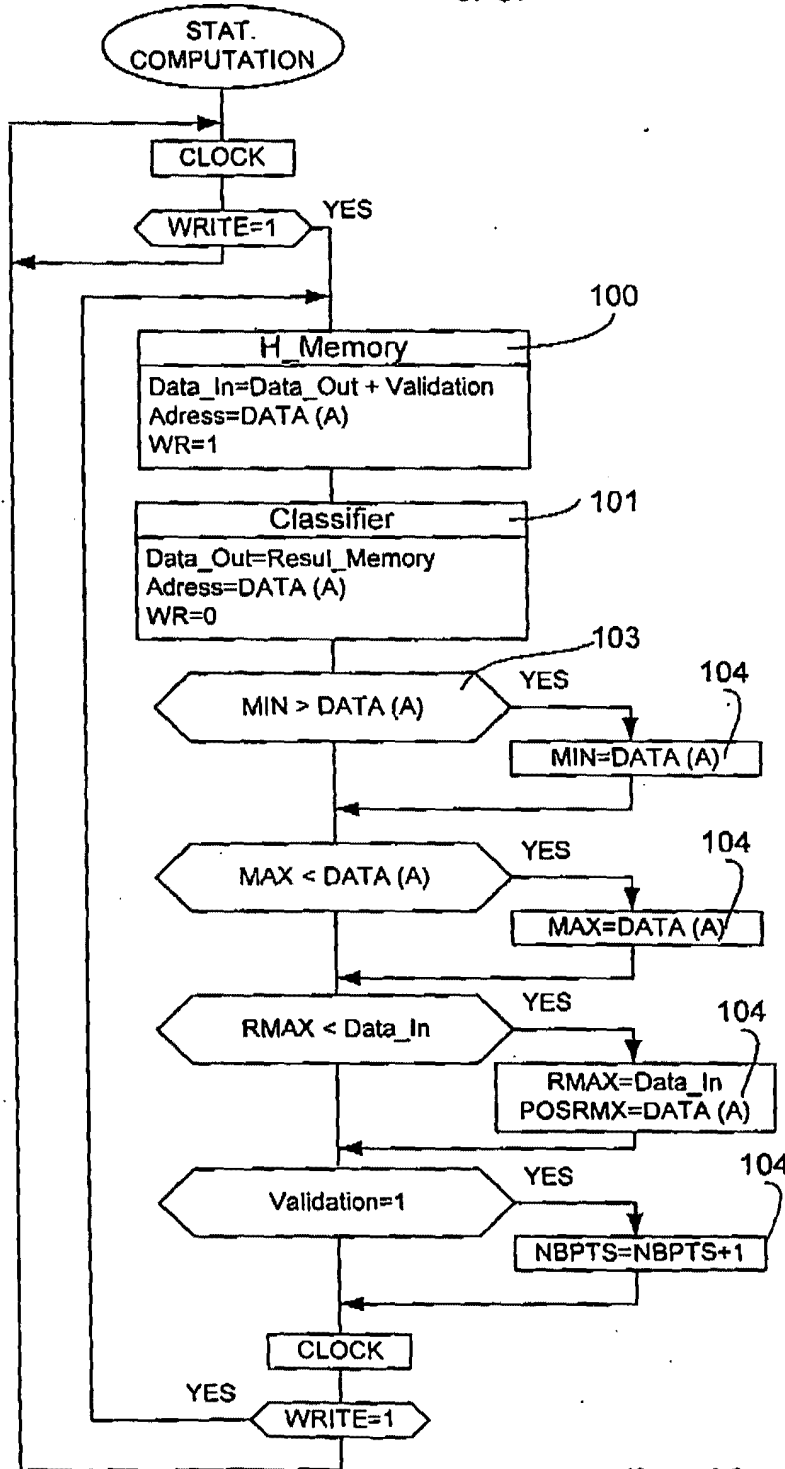 STAT.
COMPUTATION
CLOCK
WRITE=1
YES
100
H_Memory
Data_In=Data_Out + Validation
Adress=DATA (A)
WR=1
101
Classifier
Data_Out=Resul_Memory
Adress=DATA (A)
WR=0
103
MIN > DATA (A)
YES
104
MIN=DATA (A)
MAX < DATA (A)
YES
104
MAX=DATA (A)
RMAX < Data_In
YES
104
RMAX=Data_In
POSRMX=DATA (A)
Validation=1
YES
104
NBPTS=NBPTS+1
CLOCK
YES
WRITE=1